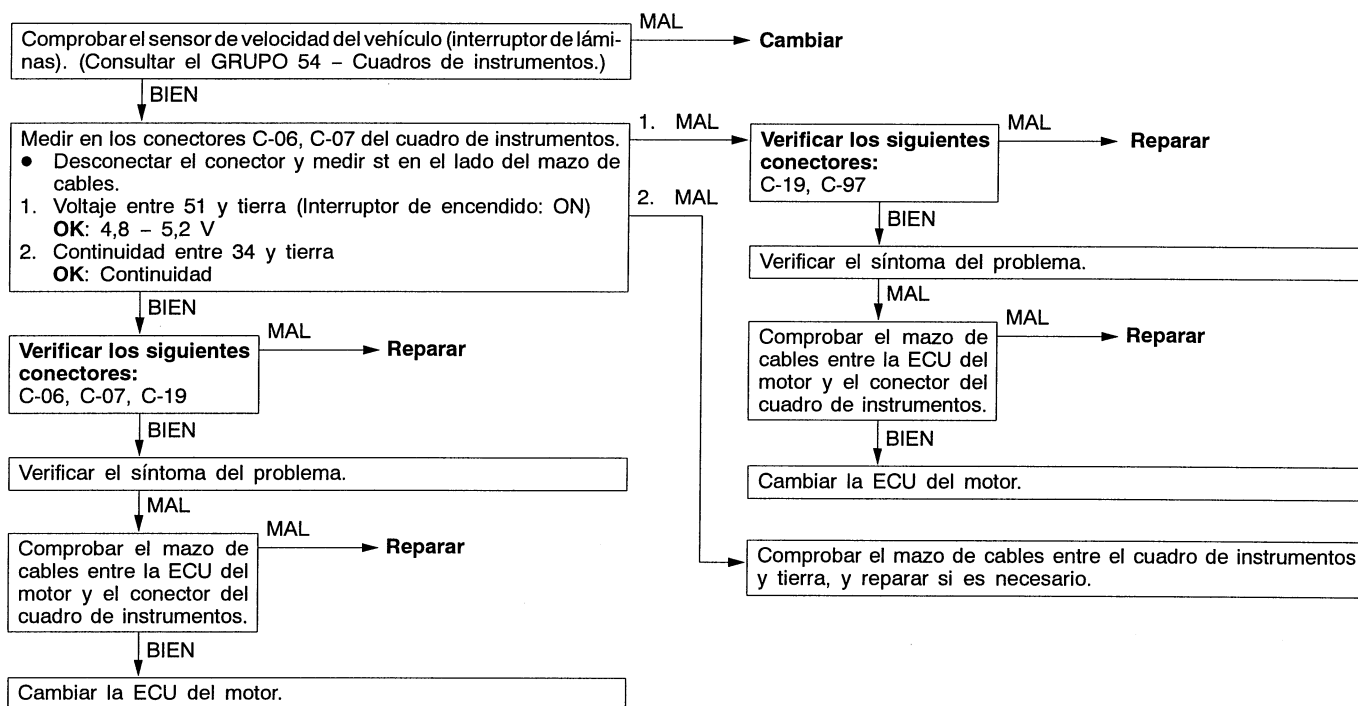 Comprobar el sensor de velocidad del vehículo (interruptor de lámi-
nas). (Consultar el GRUPO 54 – Cuadros de instrumentos.)
MAL
Cambiar
BIEN
Medir en los conectores C-06, C-07 del cuadro de instrumentos.
● Desconectar el conector y medir st en el lado del mazo de
cables.
1. Voltaje entre 51 y tierra (Interruptor de encendido: ON)
OK: 4,8 – 5,2 V
2. Continuidad entre 34 y tierra
OK: Continuidad
1. MAL
2. MAL
Verificar los siguientes
conectores:
C-19, C-97
MAL
Reparar
BIEN
Verificar el síntoma del problema.
MAL
Comprobar el mazo de
cables entre la ECU del
motor y el conector del
cuadro de instrumentos.
MAL
Reparar
BIEN
Cambiar la ECU del motor.
Comprobar el mazo de cables entre el cuadro de instrumentos
y tierra, y reparar si es necesario.
BIEN
Verificar los siguientes
conectores:
C-06, C-07, C-19
MAL
Reparar
BIEN
Verificar el síntoma del problema.
MAL
Comprobar el mazo de
cables entre la ECU del
motor y el conector del
cuadro de instrumentos.
MAL
Reparar
BIEN
Cambiar la ECU del motor.